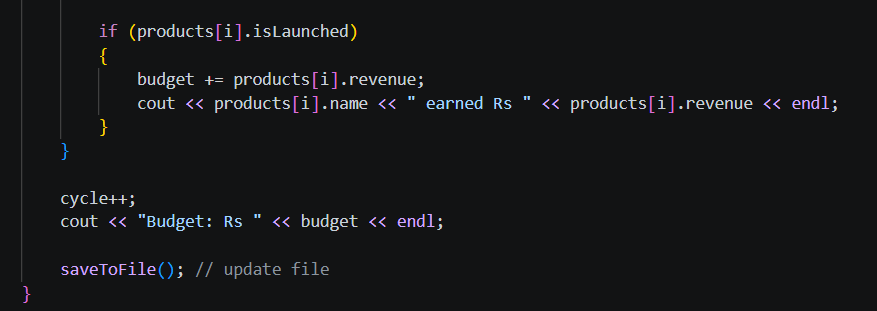 if (products[i].isLaunched)
{
budget += products[i].revenue;
cout << products[i].name << " earned Rs " << products[i].revenue << endl;
}
}
cycle++;
cout << "Budget: Rs " << budget << endl;
saveToFile(); // update file
}